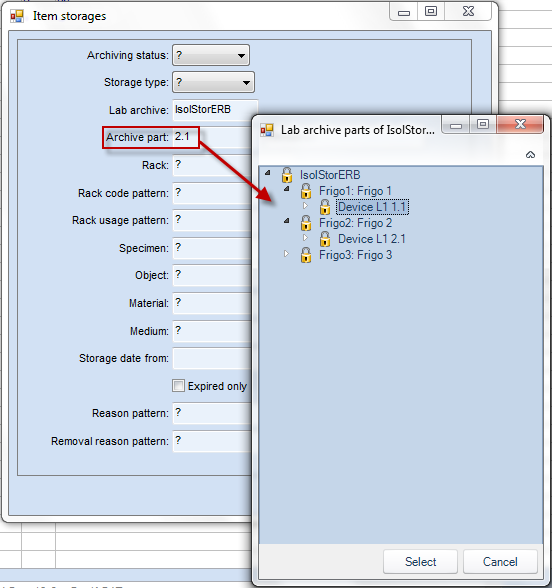 Item storages
Archiving status: ?
Storage type: ?
Lab archive: IsolStorERB
Archive part: 2.1
Rack: ?
Rack code pattern: ?
Rack usage pattern: ?
Specimen: ?
Object: ?
Material: ?
Medium: ?
Storage date from:
Expired only
Reason pattern: ?
Removal reason pattern: ?
Lab archive parts of IsolStor...
IsolStorERB
Frigo1: Frigo 1
Device L1 1.1
Frigo2: Frigo 2
Device L1 2.1
Frigo3: Frigo 3
Select Cancel